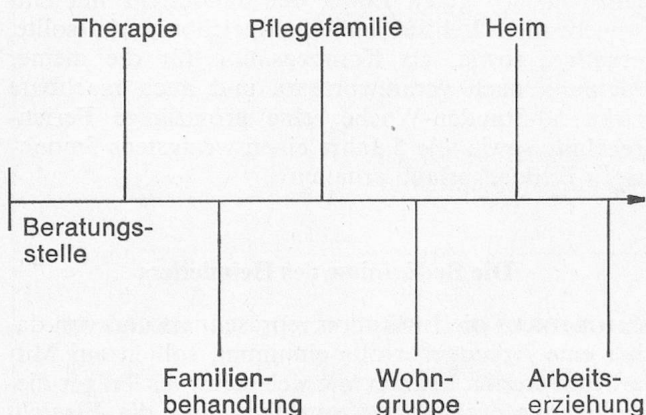 Therapie Pflegefamilie Heim
Beratungs-
stelle
Familien- Wohn- Arbeits-
behandlung gruppe erziehung